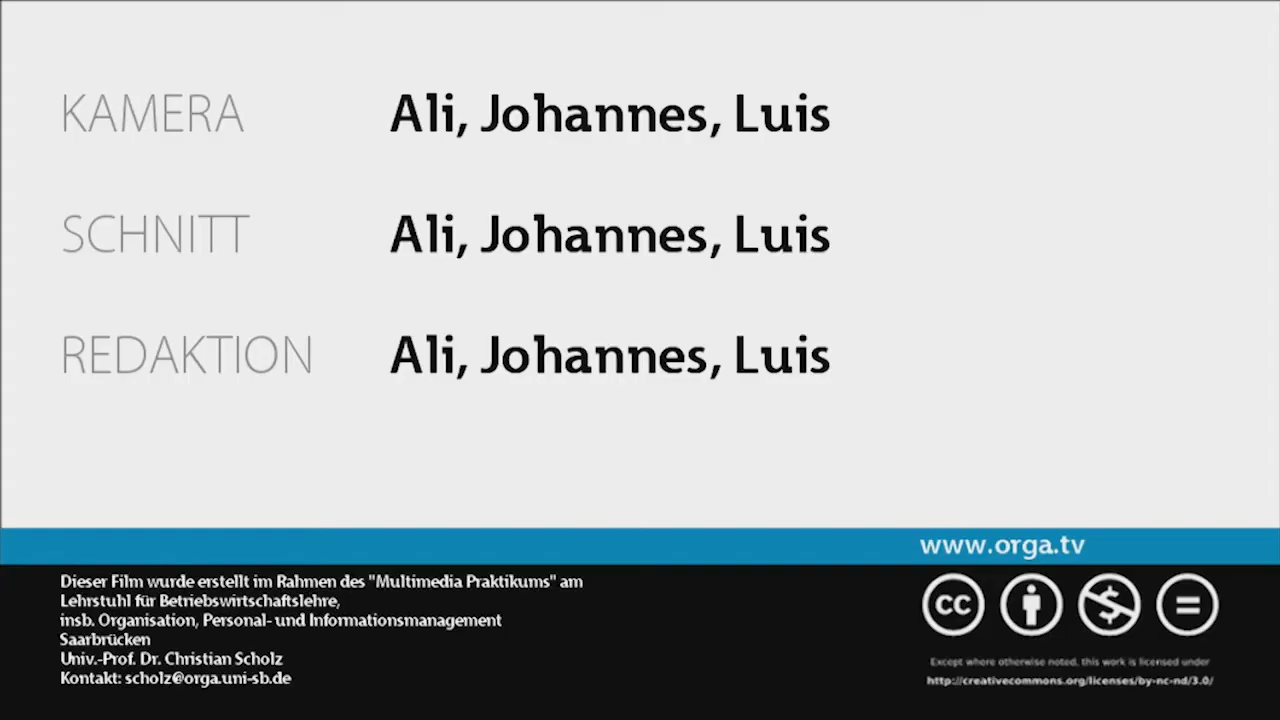 KAMERA Ali, Johannes, Luis
SCHNITT Ali, Johannes, Luis
REDAKTION Ali, Johannes, Luis
www.orga.tv
Dieser Film wurde erstellt im Rahmen des "Multimedia Praktikums" am
Lehrstuhl für Betriebswirtschaftslehre,
insb. Organisation, Personal- und Informationsmanagement
Saarbrücken
Univ.-Prof. Dr. Christian Scholz
Kontakt: scholz@orga.uni-sb.de
cc
Except where otherwise noted, this work is licensed under
http://creativecommons.org/licenses/by-nc-nd/3.0/